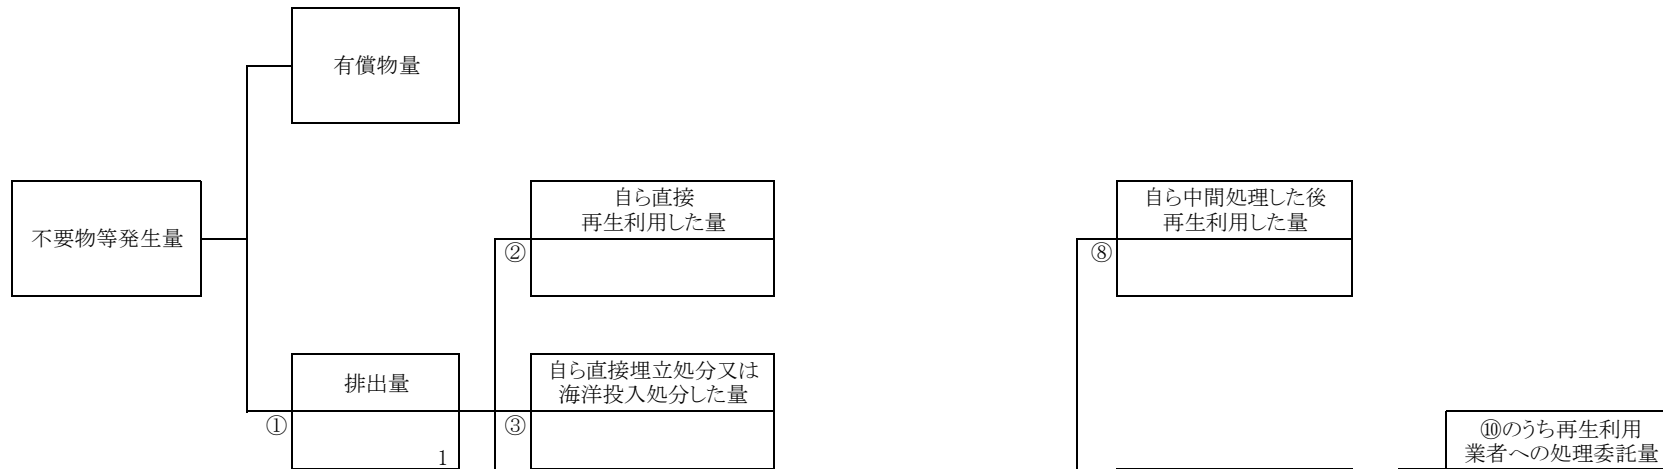 有償物量
不要物等発生量
自ら直接
再生利用した量
②
自ら中間処理した後
再生利用した量
⑧
排出量
①
1
自ら直接埋立処分又は
海洋投入処分した量
③
⑩のうち再生利用
業者への処理委託量